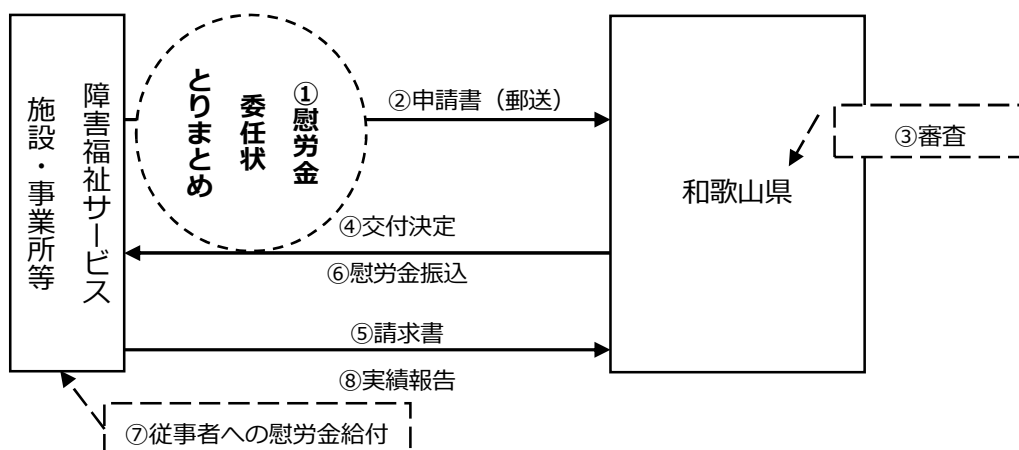 障害福祉サービス
施設・事業所等
①慰労金
委任状
とりまとめ
②申請書（郵送）
③審査
和歌山県
④交付決定
⑥慰労金振込
⑤請求書
⑧実績報告
⑦従事者への慰労金給付